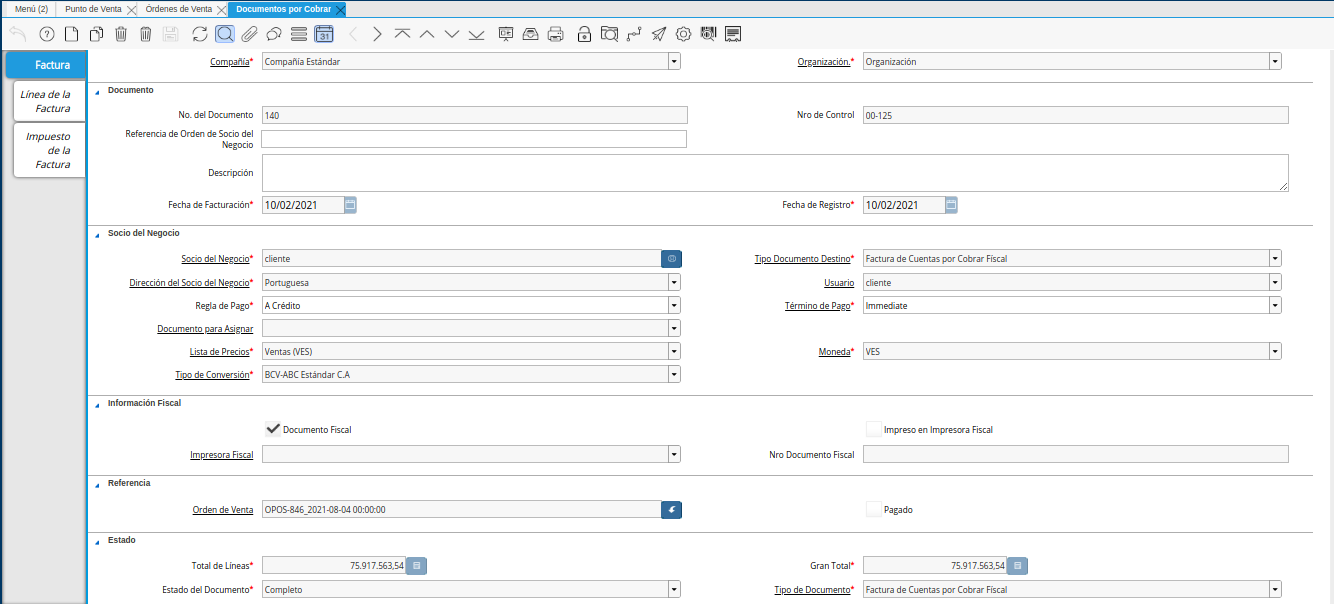 Menú (2) Punto de Venta Órdenes de Venta Documentos por Cobrar
31
Factura
Línea de la
Factura
Impuesto
de la
Factura
Compañía* Compañía Estándar Organización.* Organización
Documento
No. del Documento 140 Nro de Control 00-125
Referencia de Orden de Socio del
Negocio
Descripción
Fecha de Facturación* 10/02/2021 Fecha de Registro* 10/02/2021
Socio del Negocio
Socio del Negocio* cliente Tipo Documento Destino* Factura de Cuentas por Cobrar Fiscal
Dirección del Socio del Negocio* Portuguesa Usuario cliente
Regla de Pago* A Crédito Término de Pago* Immediate
Documento para Asignar
Lista de Precios* Ventas (VES) Moneda* VES
Tipo de Conversión* BCV-ABC Estándar C.A
Información Fiscal
Documento Fiscal Impreso en Impresora Fiscal
Impresora Fiscal Nro Documento Fiscal
Referencia
Orden de Venta OPOS-846_2021-08-04 00:00:00 Pagado
Estado
Total de Líneas* 75.917.563,54 Gran Total* 75.917.563,54
Estado del Documento* Completo Tipo de Documento* Factura de Cuentas por Cobrar Fiscal